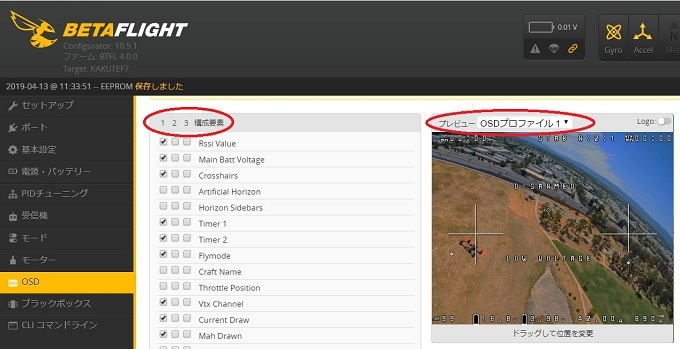 BETAFLIGHT
Configurator: 10.5.1
ファーム: BTFL 4.0.0
Target: KAKUTEF7
0.01 V
Gyro
Accel
2019-04-13 @ 11:33:51 -- EEPROM 保存しました
セットアップ
ポート
基本設定
電源・バッテリー
PIDチューニング
受信機
モード
モーター
OSD
ブラックボックス
CLI コマンドライン
1 2 3 構成要素
Rssi Value
Main Batt Voltage
Crosshairs
Artificial Horizon
Horizon Sidebars
Timer 1
Timer 2
Flymode
Craft Name
Throttle Position
Vtx Channel
Current Draw
Mah Drawn
プレビュー OSDプロファイル 1
Logo:
DISARMED
LOW VOLTAGE
ドラッグして位置を変更